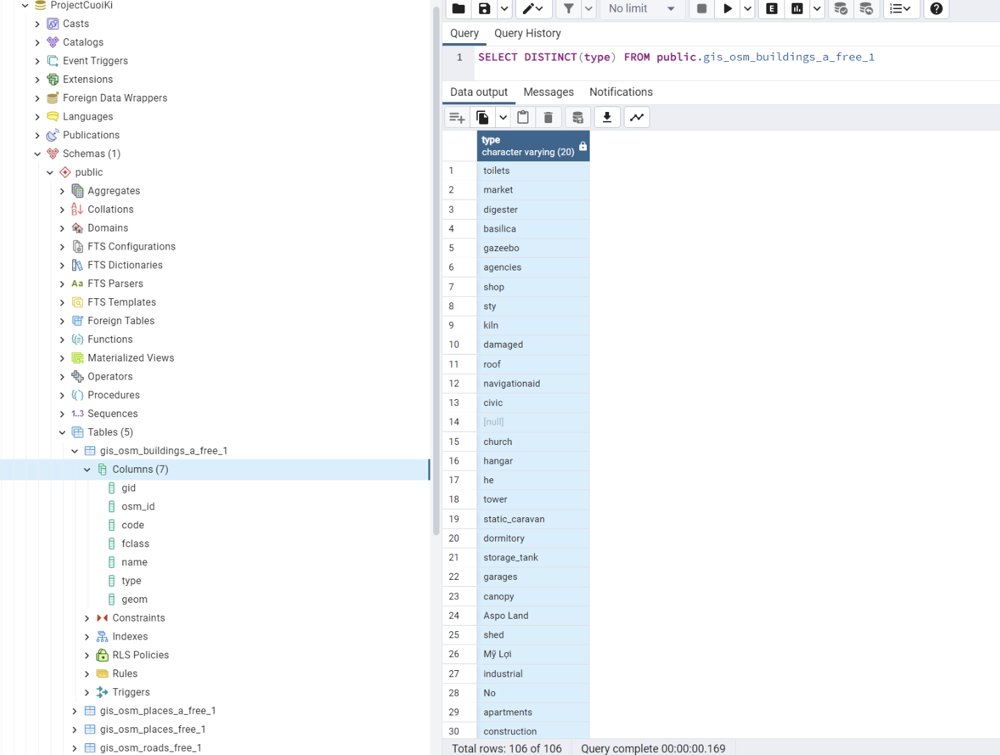 ProjectCuoiKi
Casts
Catalogs
Event Triggers
Extensions
Foreign Data Wrappers
Languages
Publications
Schemas (1)
public
Aggregates
Collations
Domains
FTS Configurations
FTS Dictionaries
Aa FTS Parsers
FTS Templates
Foreign Tables
Functions
Materialized Views
Operators
Procedures
1..3 Sequences
Tables (5)
gis_osm_buildings_a_free_1
Columns (7)
gid
osm_id
code
fclass
name
type
geom
Constraints
Indexes
RLS Policies
Rules
Triggers
gis_osm_places_a_free_1
gis_osm_places_free_1
gis_osm_roads_free_1
No limit
E
Query Query History
1 SELECT DISTINCT(type) FROM public.gis_osm_buildings_a_free_1
Data output Messages Notifications
type
character varying (20)
1 toilets
2 market
3 digester
4 basilica
5 gazeebo
6 agencies
7 shop
8 sty
9 kiln
10 damaged
11 roof
12 navigationaid
13 civic
14 [null]
15 church
16 hangar
17 he
18 tower
19 static_caravan
20 dormitory
21 storage_tank
22 garages
23 canopy
24 Aspo Land
25 shed
26 Mỹ Lợi
27 industrial
28 No
29 apartments
30 construction
Total rows: 106 of 106 Query complete 00:00:00.169